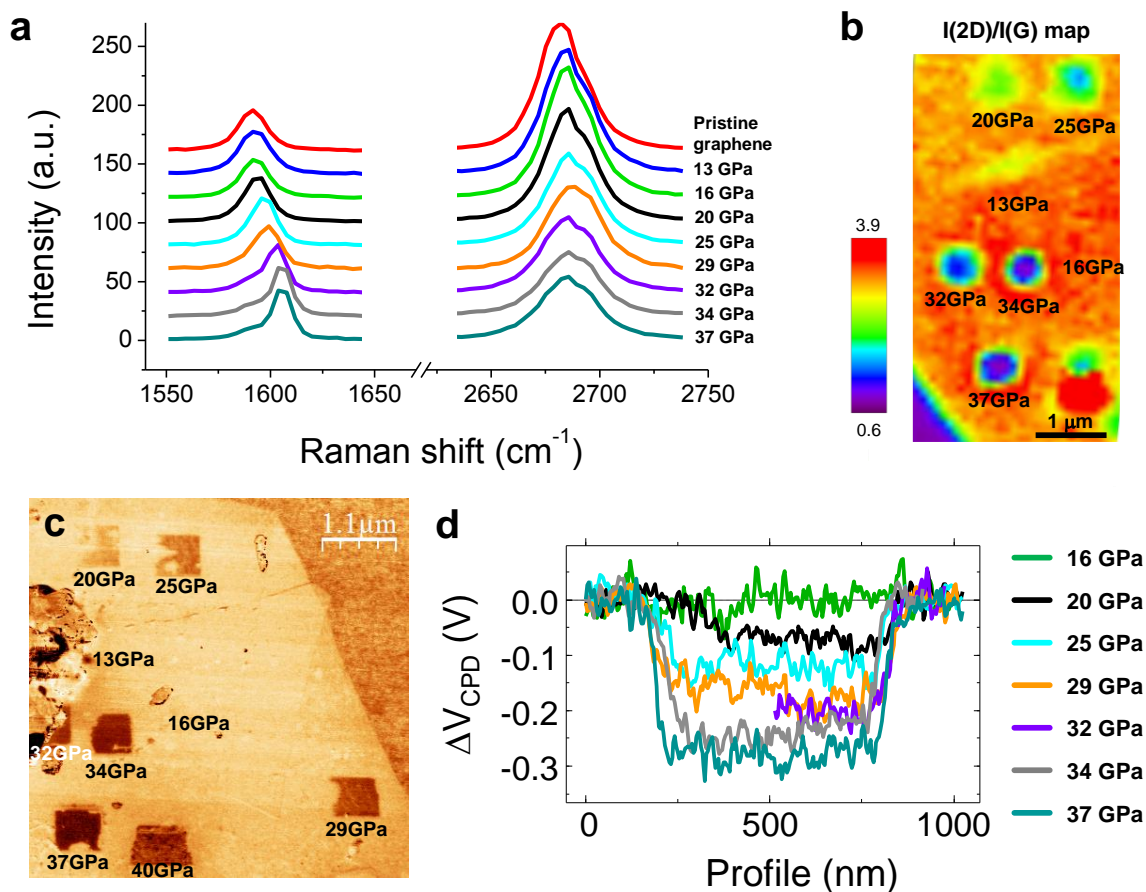 a
Intensity (a.u.)
250
200
150
100
50
0
1550
1600
1650
2650
2700
2750
Raman shift (cm⁻¹)
Pristine
graphene
13 GPa
16 GPa
20 GPa
25 GPa
29 GPa
32 GPa
34 GPa
37 GPa
b
I(2D)/I(G) map
20GPa
25GPa
13GPa
3.9
16GPa
32GPa
34GPa
37GPa
0.6
1 µm
c
1.1µm
20GPa
25GPa
13GPa
16GPa
32GPa
34GPa
29GPa
37GPa
40GPa
d
ΔV_CPD (V)
0.0
-0.1
-0.2
-0.3
0
500
1000
Profile (nm)
16 GPa
20 GPa
25 GPa
29 GPa
32 GPa
34 GPa
37 GPa